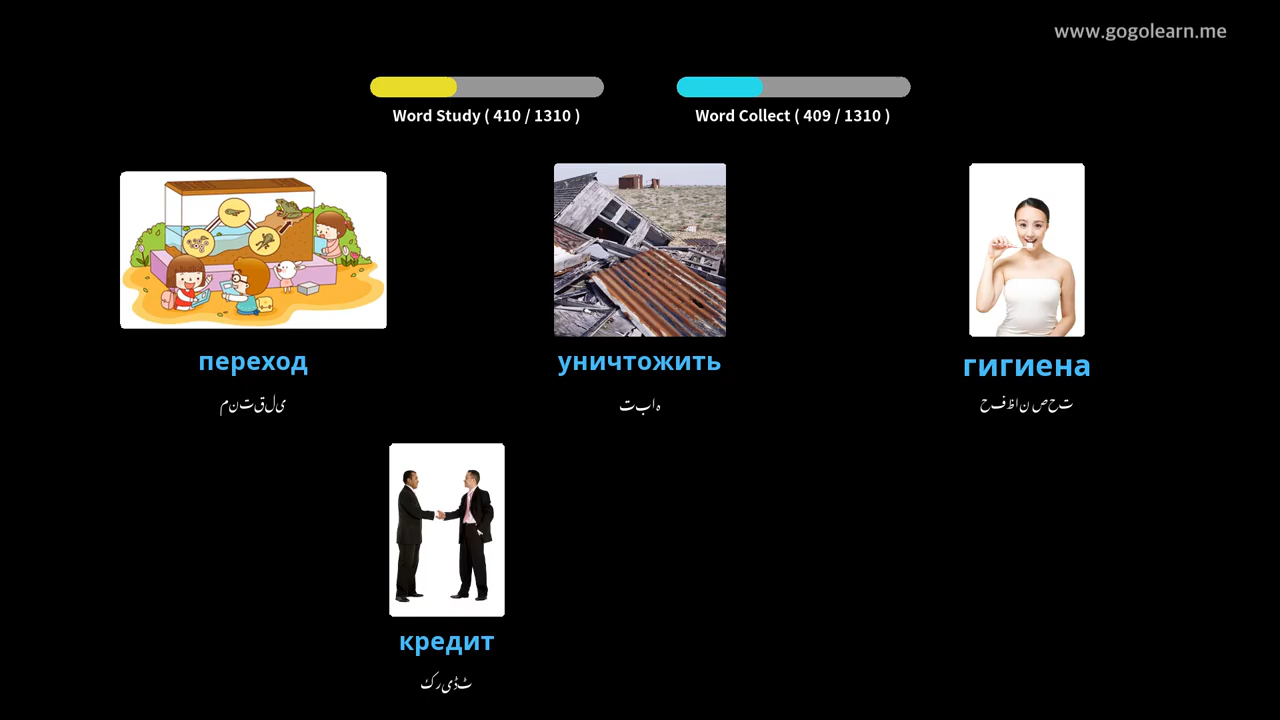 www.gogolearn.me
Word Study ( 410 / 1310 )
Word Collect ( 409 / 1310 )
переход
уничтожить
гигиена
منتقلی
تباہ
حفظان صحت
кредит
کریڈٹ